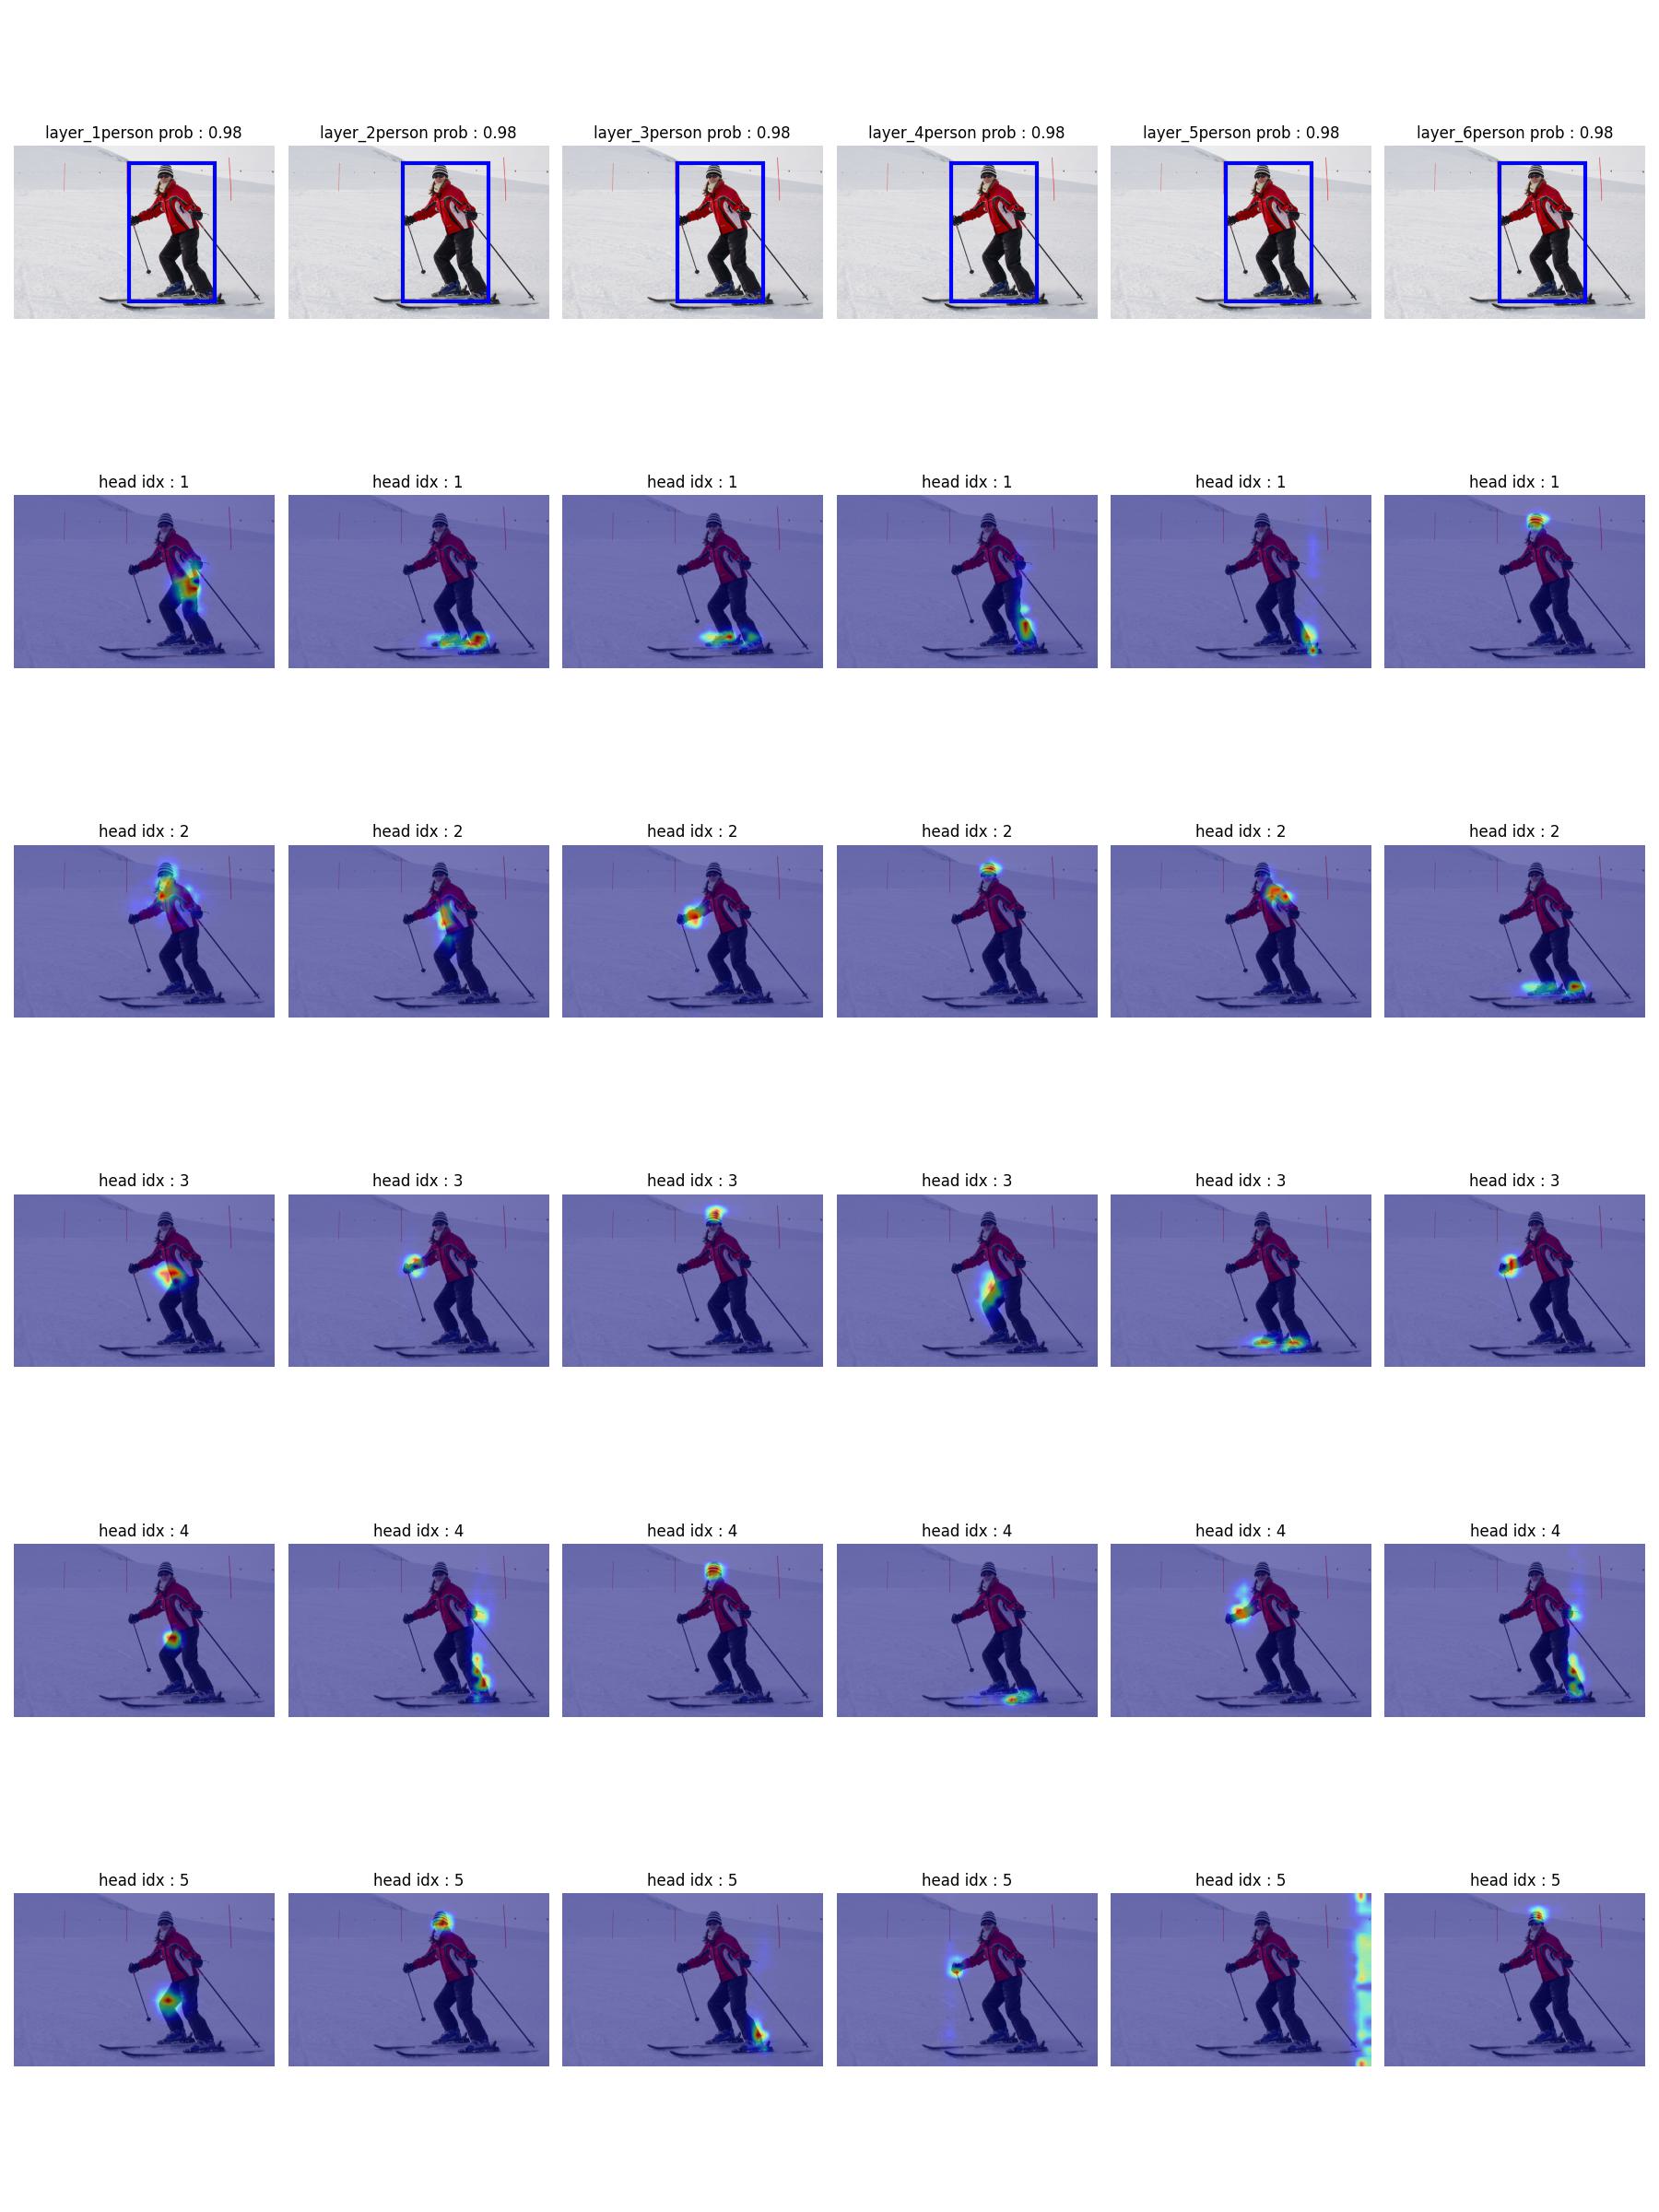 layer_1person prob : 0.98 layer_2person prob : 0.98 layer_3person prob : 0.98 layer_4person prob : 0.98 layer_5person prob : 0.98 layer_6person prob : 0.98
head idx : 1 head idx : 1 head idx : 1 head idx : 1 head idx : 1 head idx : 1
head idx : 2 head idx : 2 head idx : 2 head idx : 2 head idx : 2 head idx : 2
head idx : 3 head idx : 3 head idx : 3 head idx : 3 head idx : 3 head idx : 3
head idx : 4 head idx : 4 head idx : 4 head idx : 4 head idx : 4 head idx : 4
head idx : 5 head idx : 5 head idx : 5 head idx : 5 head idx : 5 head idx : 5